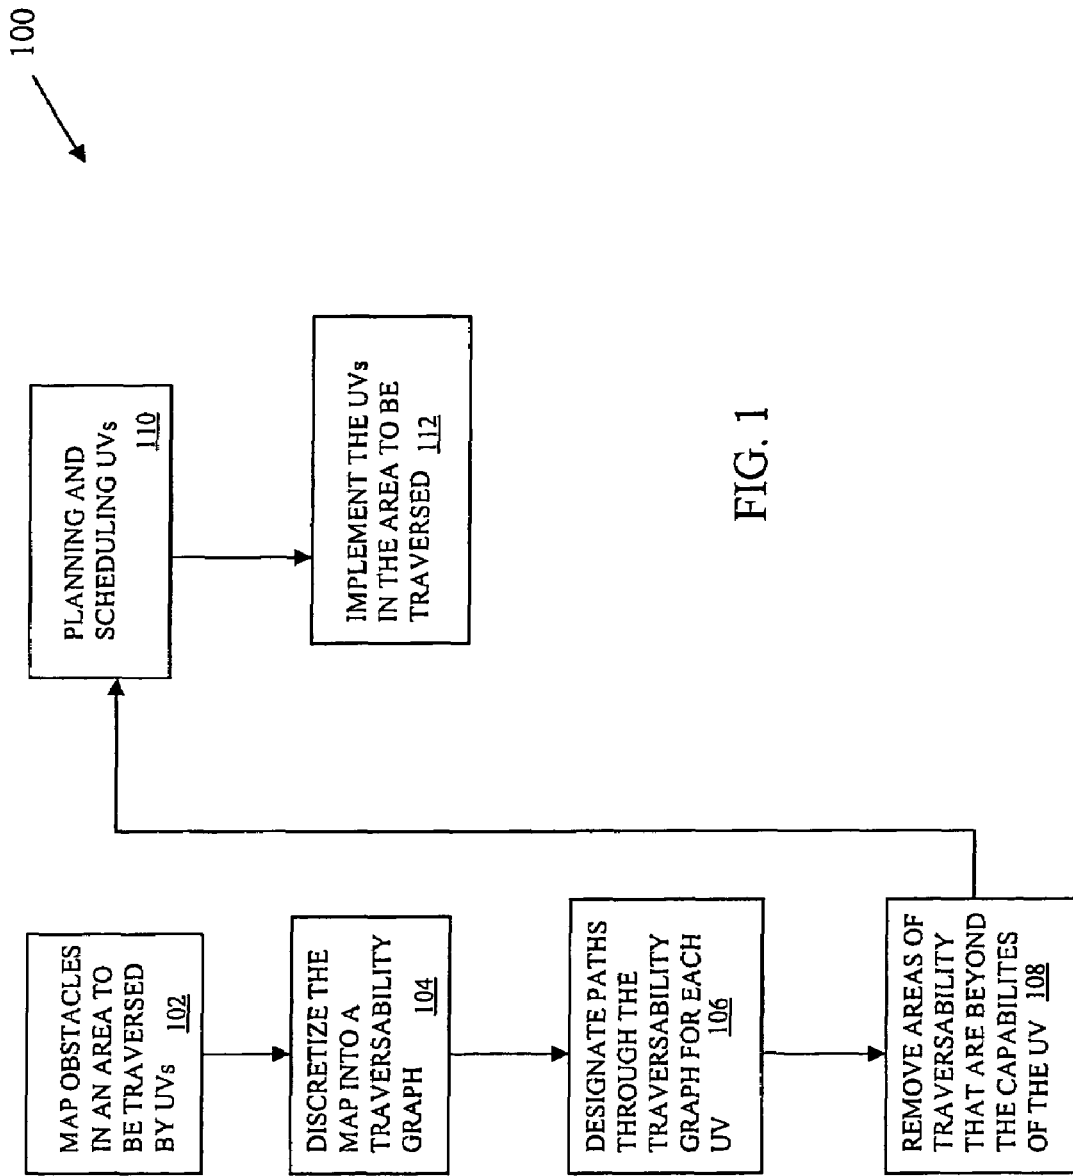 100
MAP OBSTACLES
IN AN AREA TO
BE TRAVERSED
BY UVs 102
DISCRETIZE THE
MAP INTO A
TRAVERSABILITY
GRAPH 104
DESIGNATE PATHS
THROUGH THE
TRAVERSABILITY
GRAPH FOR EACH
UV 106
REMOVE AREAS OF
TRAVERSABILITY
THAT ARE BEYOND
THE CAPABILITES
OF THE UV 108
PLANNING AND
SCHEDULING UVs
110
IMPLEMENT THE UVs
IN THE AREA TO BE
TRAVERSED 112
FIG. 1